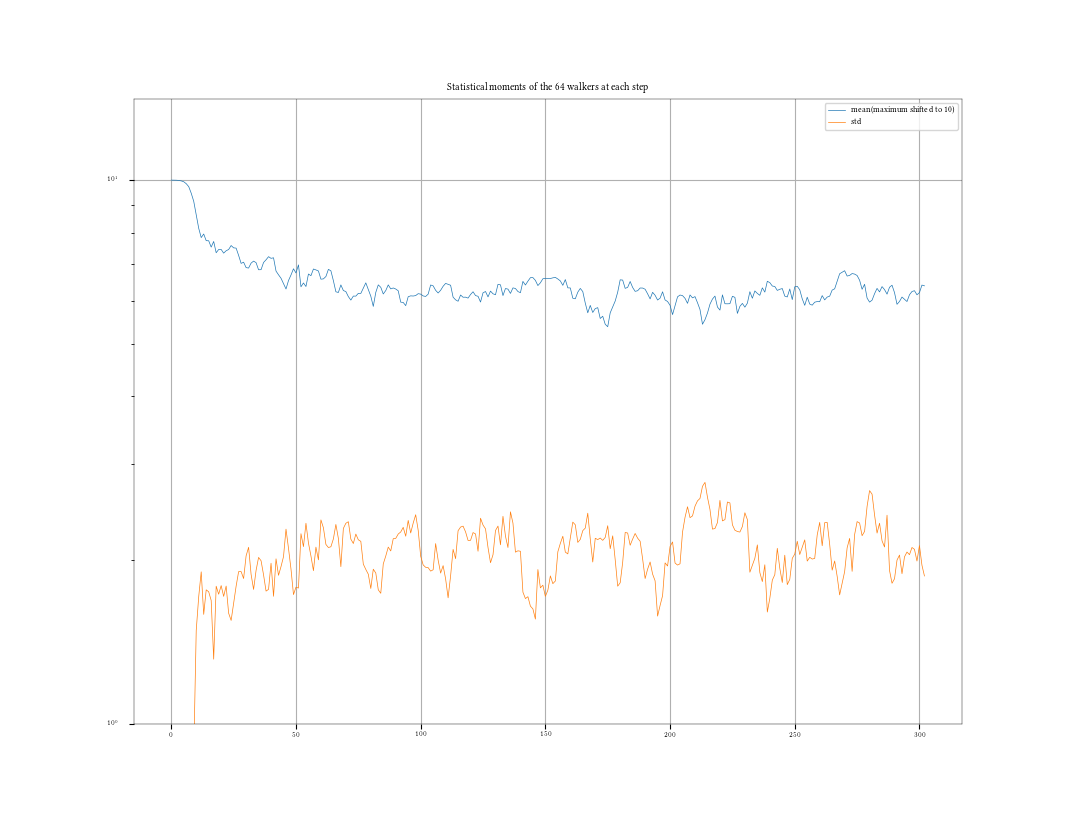 Statistical moments of the 64 walkers at each step
mean(maximum shifted to 10)
std
10¹
10⁰
0 50 100 150 200 250 300